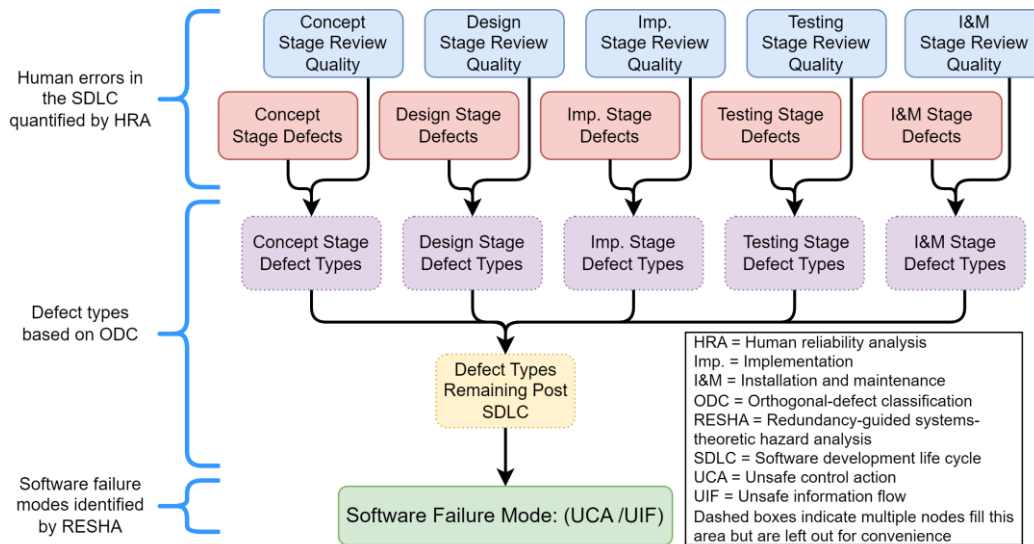 Concept
Stage Review
Quality
Design
Stage Review
Quality
Imp.
Stage Review
Quality
Testing
Stage Review
Quality
I&M
Stage Review
Quality
Human errors in
the SDLC
quantified by HRA
Concept
Stage Defects
Design Stage
Defects
Imp. Stage
Defects
Testing Stage
Defects
I&M Stage
Defects
Concept Stage
Defect Types
Design Stage
Defect Types
Imp. Stage
Defect Types
Testing Stage
Defect Types
I&M Stage
Defect Types
Defect types
based on ODC
Defect Types
Remaining Post
SDLC
HRA = Human reliability analysis
Imp. = Implementation
I&M = Installation and maintenance
ODC = Orthogonal-defect classification
RESHA = Redundancy-guided systems-
theoretic hazard analysis
SDLC = Software development life cycle
UCA = Unsafe control action
UIF = Unsafe information flow
Dashed boxes indicate multiple nodes fill this
area but are left out for convenience
Software failure
modes identified
by RESHA
Software Failure Mode: (UCA /UIF)